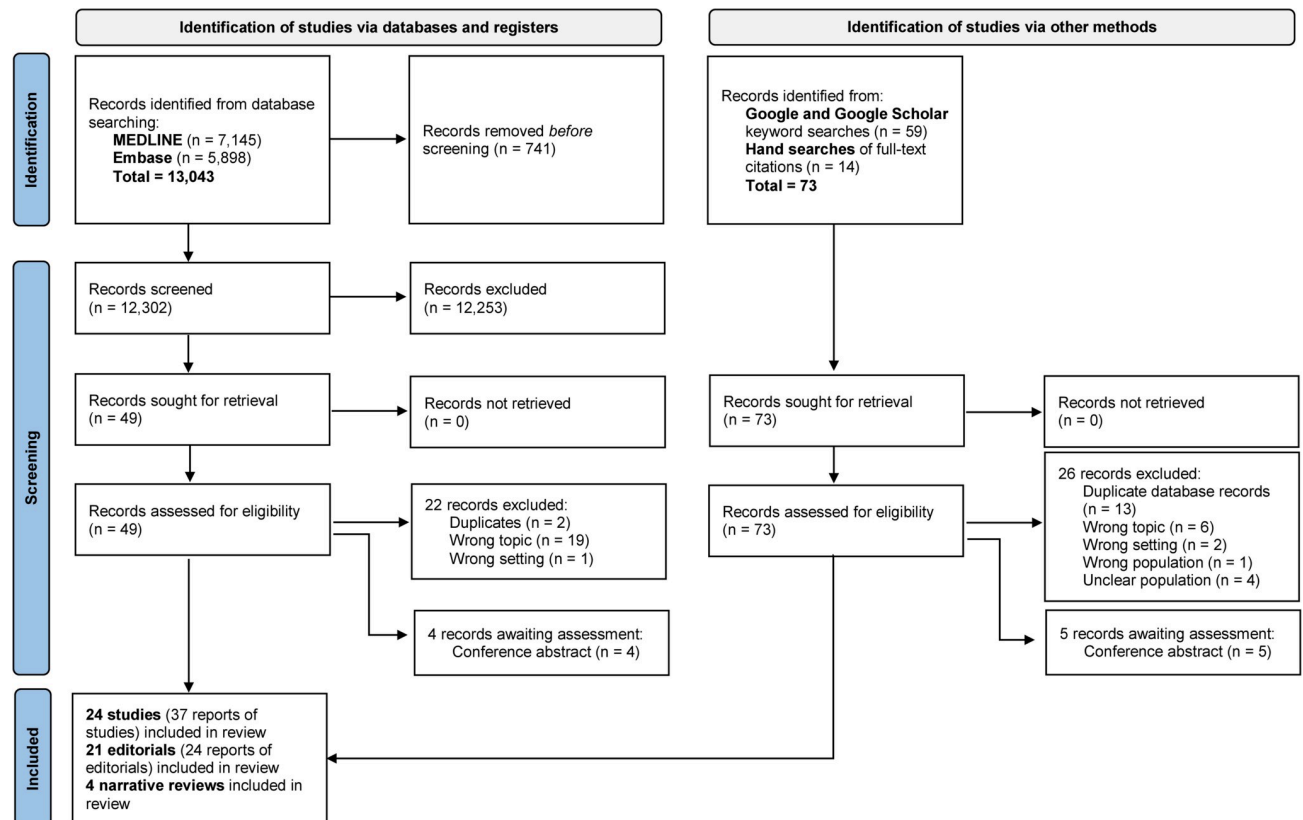 Identification of studies via databases and registers
Identification of studies via other methods
Identification
Records identified from database
searching:
MEDLINE (n = 7,145)
Embase (n = 5,898)
Total = 13,043
Records removed before
screening (n = 741)
Records identified from:
Google and Google Scholar
keyword searches (n = 59)
Hand searches of full-text
citations (n = 14)
Total = 73
Screening
Records screened
(n = 12,302)
Records excluded
(n = 12,253)
Records sought for retrieval
(n = 49)
Records not retrieved
(n = 0)
Records sought for retrieval
(n = 73)
Records not retrieved
(n = 0)
Records assessed for eligibility
(n = 49)
22 records excluded:
Duplicates (n = 2)
Wrong topic (n = 19)
Wrong setting (n = 1)
Records assessed for eligibility
(n = 73)
26 records excluded:
Duplicate database records
(n = 13)
Wrong topic (n = 6)
Wrong setting (n = 2)
Wrong population (n = 1)
Unclear population (n = 4)
4 records awaiting assessment:
Conference abstract (n = 4)
5 records awaiting assessment:
Conference abstract (n = 5)
Included
24 studies (37 reports of
studies) included in review
21 editorials (24 reports of
editorials) included in review
4 narrative reviews included in
review